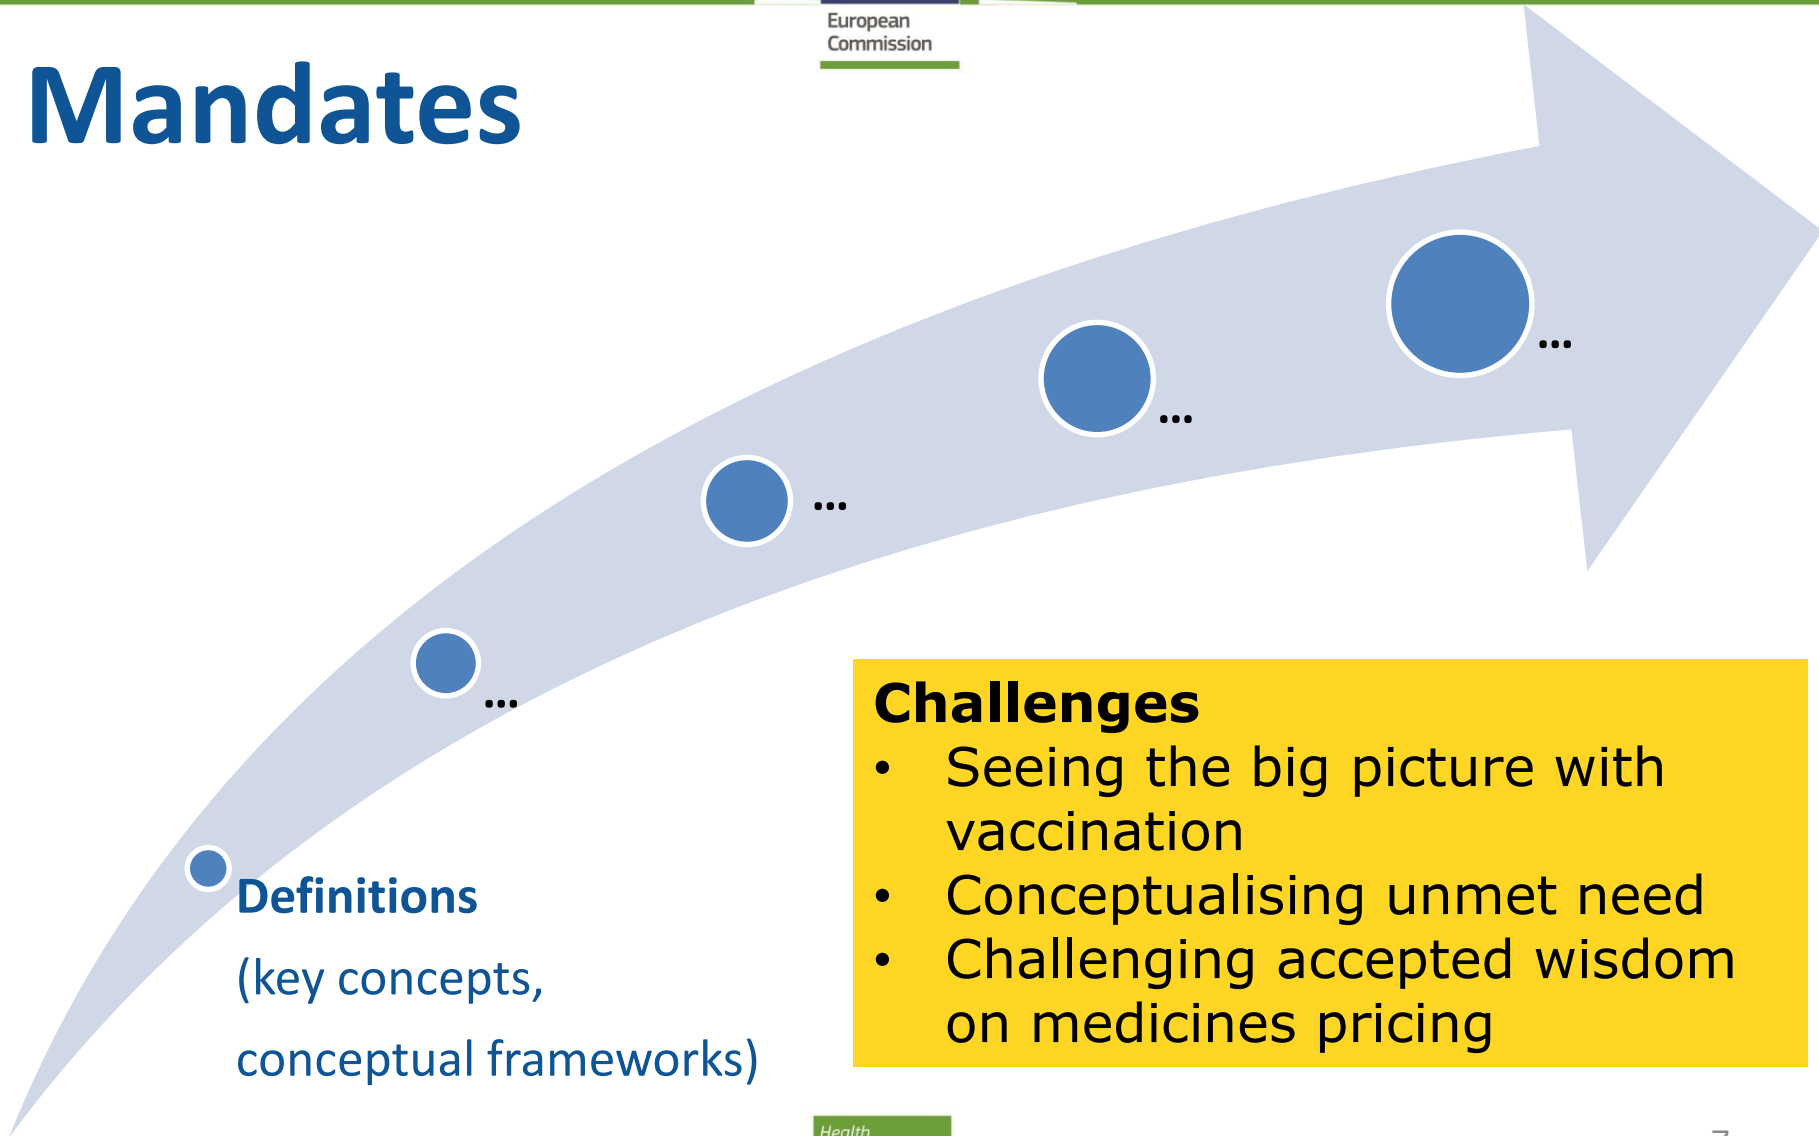 European
Commission
Mandates
...
...
...
...
Definitions
(key concepts,
conceptual frameworks)
Challenges
• Seeing the big picture with
vaccination
• Conceptualising unmet need
• Challenging accepted wisdom
on medicines pricing
Health